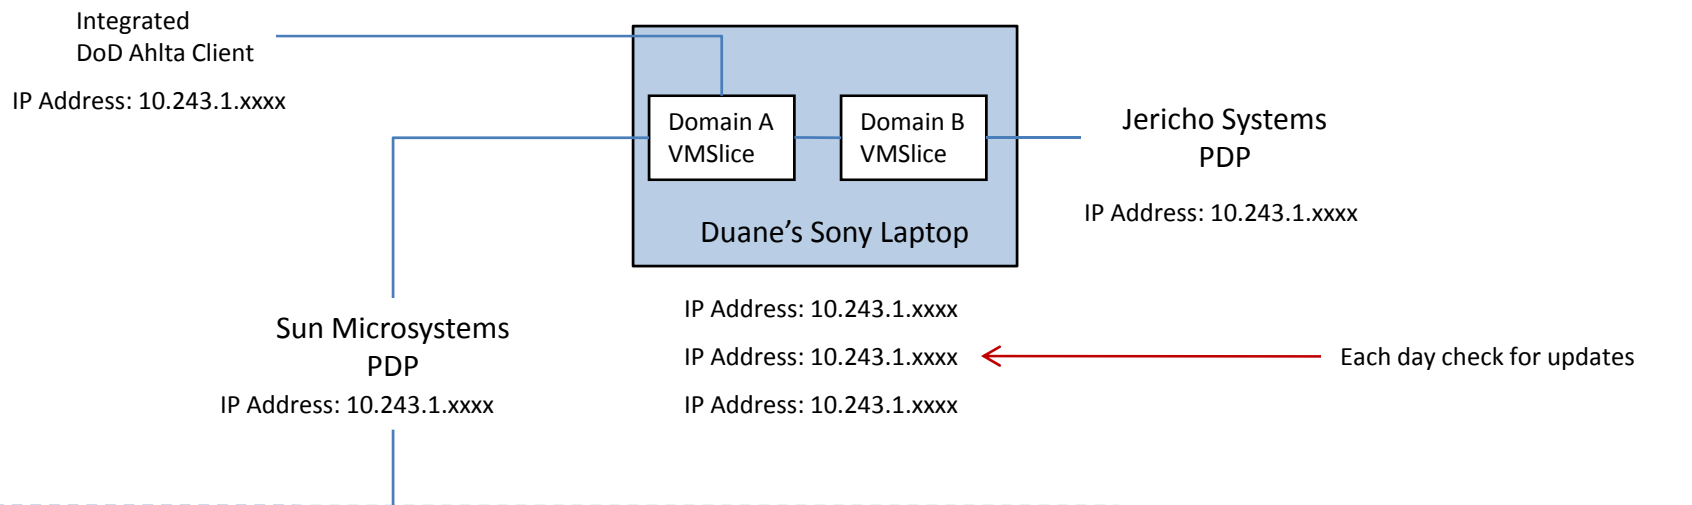 Integrated
DoD Ahlta Client
IP Address: 10.243.1.xxxx
Domain A
VMSlice
Domain B
VMSlice
Duane’s Sony Laptop
Jericho Systems
PDP
IP Address: 10.243.1.xxxx
Sun Microsystems
PDP
IP Address: 10.243.1.xxxx
IP Address: 10.243.1.xxxx
IP Address: 10.243.1.xxxx
IP Address: 10.243.1.xxxx
Each day check for updates